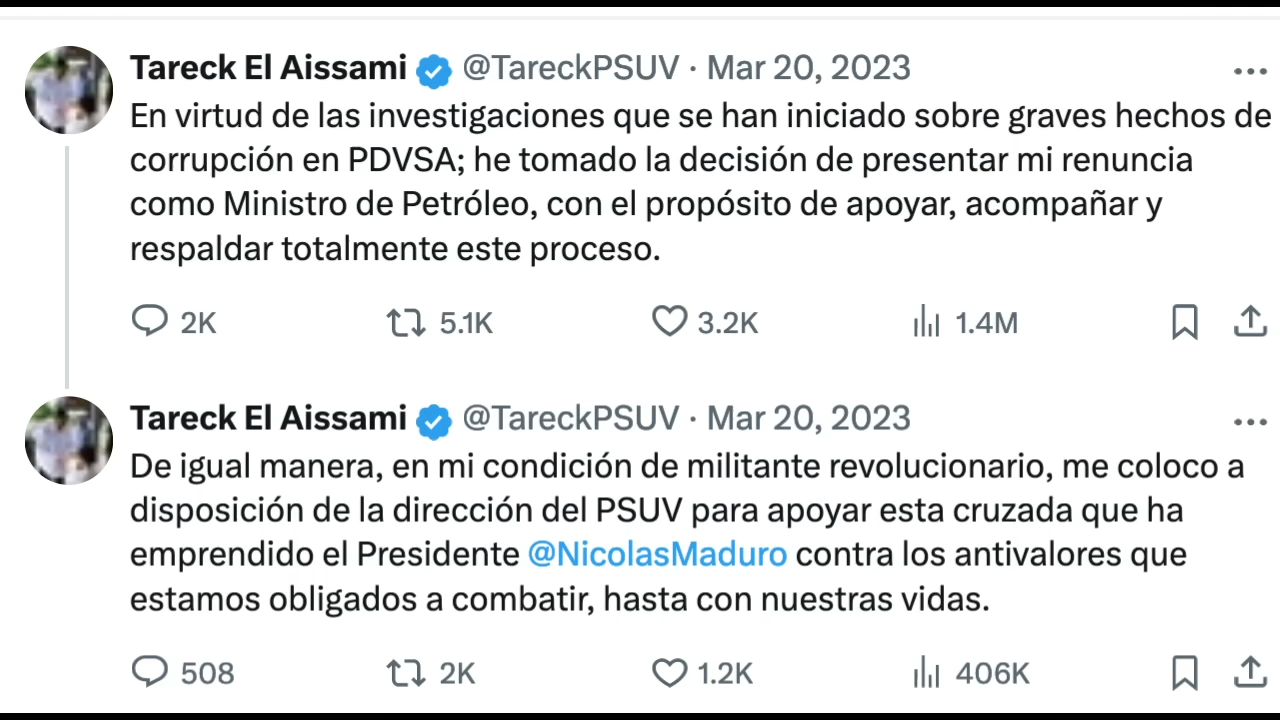 Tareck El Aissami @TareckPSUV · Mar 20, 2023
En virtud de las investigaciones que se han iniciado sobre graves hechos de
corrupción en PDVSA; he tomado la decisión de presentar mi renuncia
como Ministro de Petróleo, con el propósito de apoyar, acompañar y
respaldar totalmente este proceso.
2K 5.1K 3.2K 1.4M
Tareck El Aissami @TareckPSUV · Mar 20, 2023
De igual manera, en mi condición de militante revolucionario, me coloco a
disposición de la dirección del PSUV para apoyar esta cruzada que ha
emprendido el Presidente @NicolasMaduro contra los antivalores que
estamos obligados a combatir, hasta con nuestras vidas.
508 2K 1.2K 406K